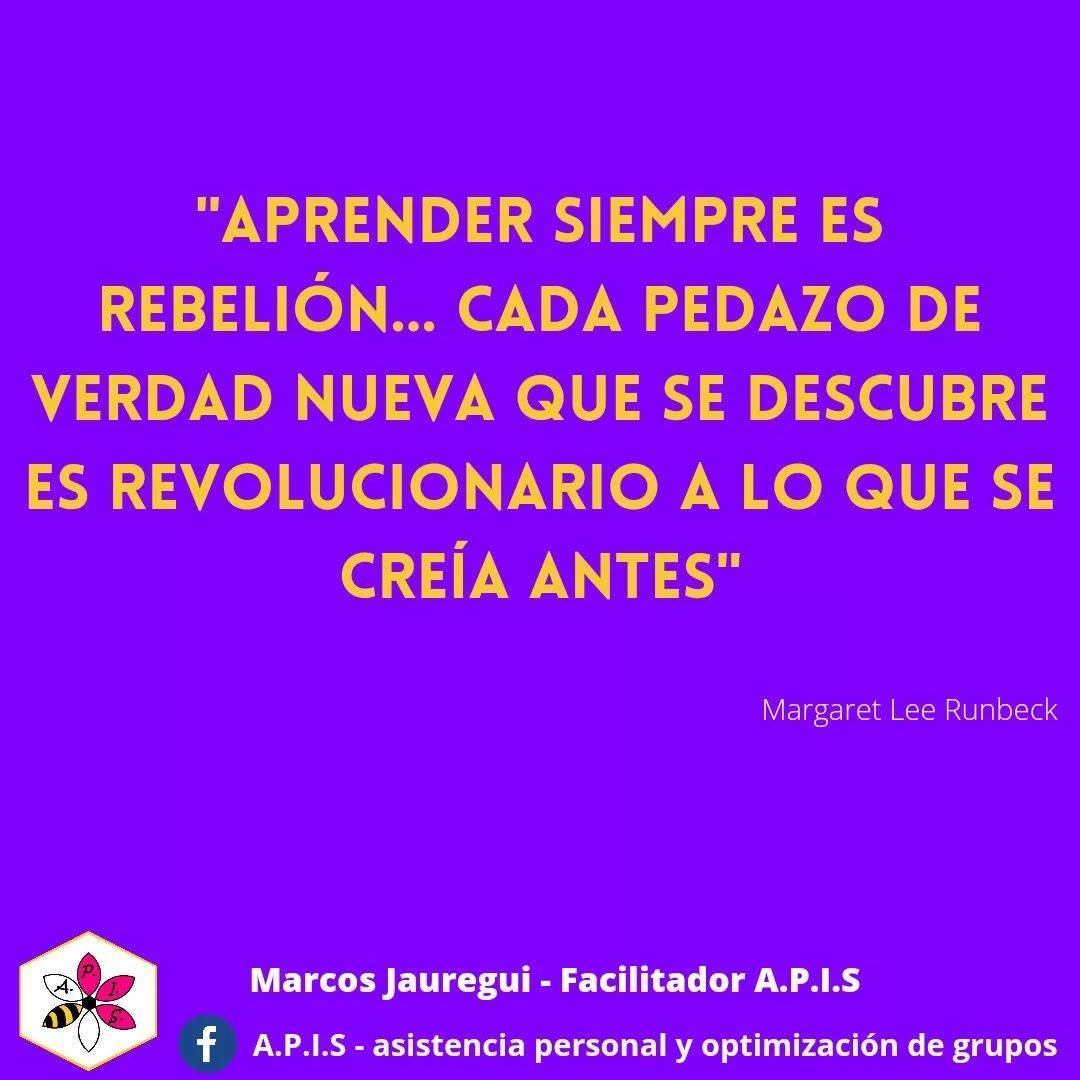 "APRENDER SIEMPRE ES
REBELIÓN... CADA PEDAZO DE
VERDAD NUEVA QUE SE DESCUBRE
ES REVOLUCIONARIO A LO QUE SE
CREÍA ANTES"
Margaret Lee Runbeck
A. P. I. S.
Marcos Jauregui - Facilitador A.P.I.S
f A.P.I.S - asistencia personal y optimización de grupos